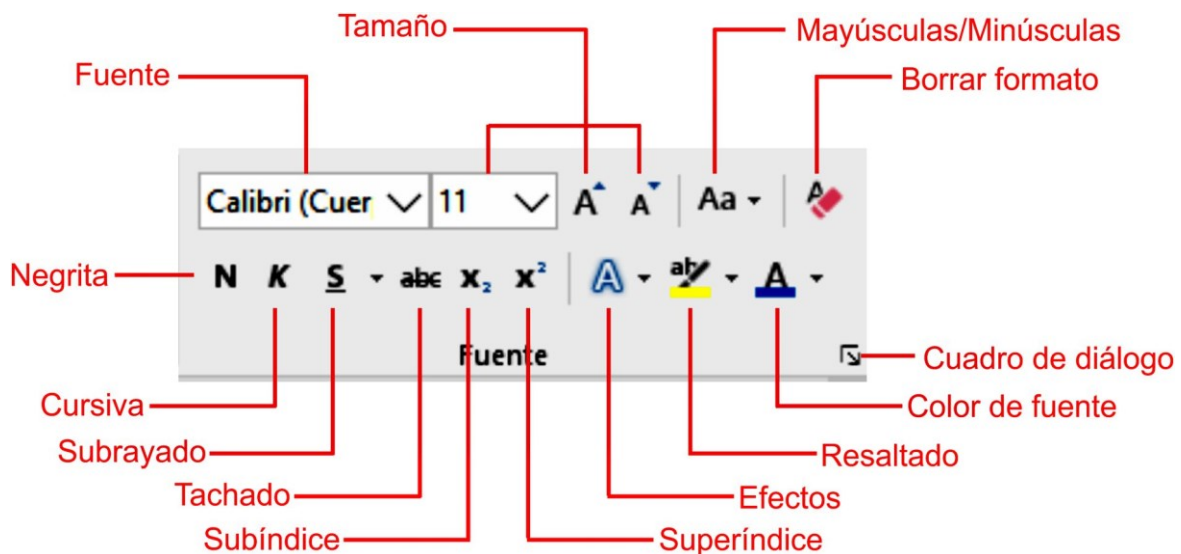 Tamaño
Mayúsculas/Minúsculas
Fuente
Borrar formato
Calibri (Cuer 11 A A Aa A
Negrita
N K S abc x₂ x² A ab A
Fuente
Cuadro de diálogo
Cursiva
Color de fuente
Subrayado
Resaltado
Tachado
Efectos
Subíndice
Superíndice